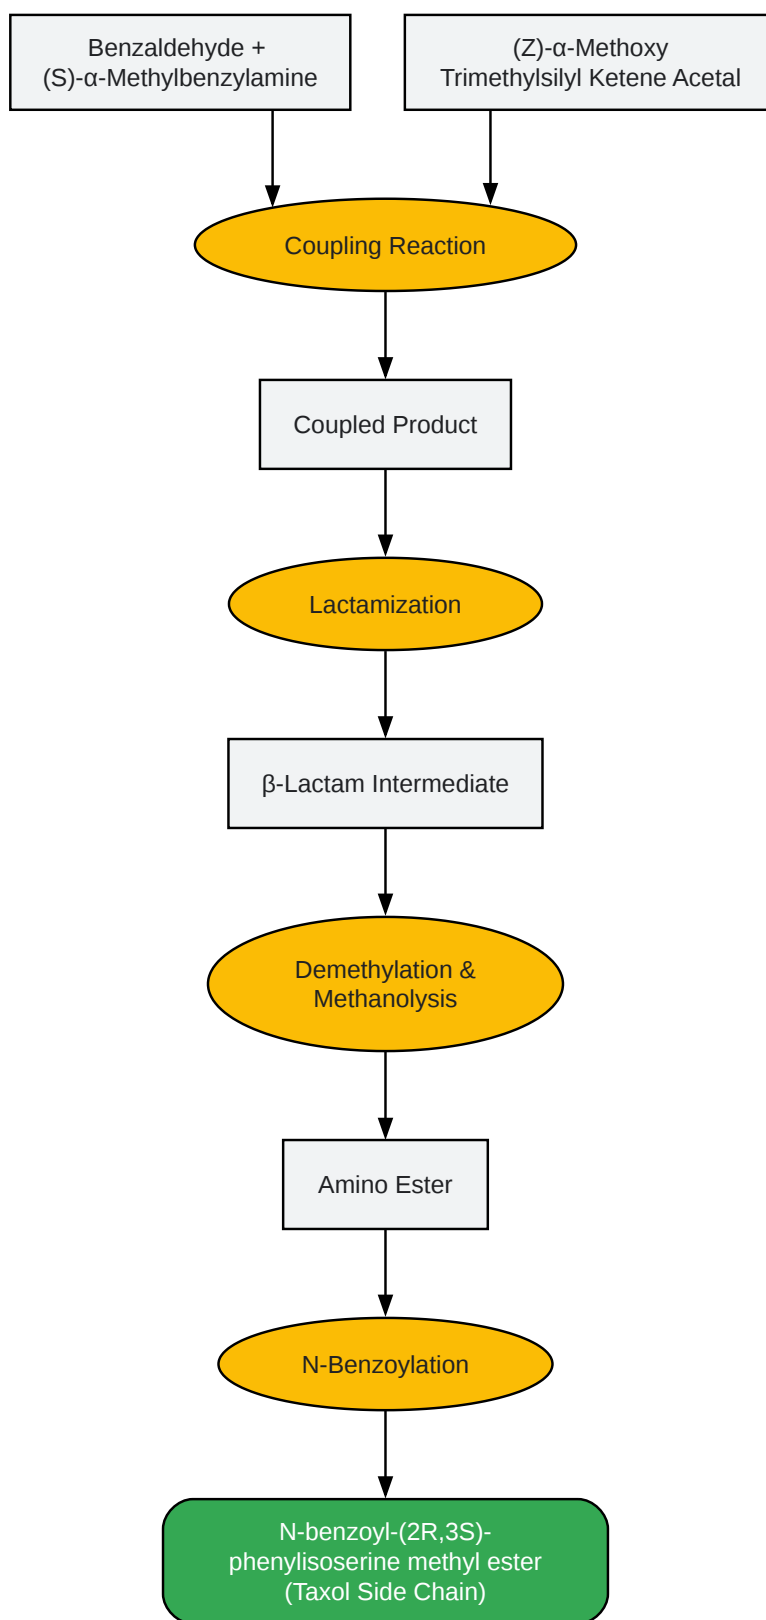 Benzaldehyde +
(S)-α-Methylbenzylamine
(Z)-α-Methoxy
Trimethylsilyl Ketene Acetal
Coupling Reaction
Coupled Product
Lactamization
β-Lactam Intermediate
Demethylation &
Methanolysis
Amino Ester
N-Benzoylation
N-benzoyl-(2R,3S)-
phenylisoserine methyl ester
(Taxol Side Chain)